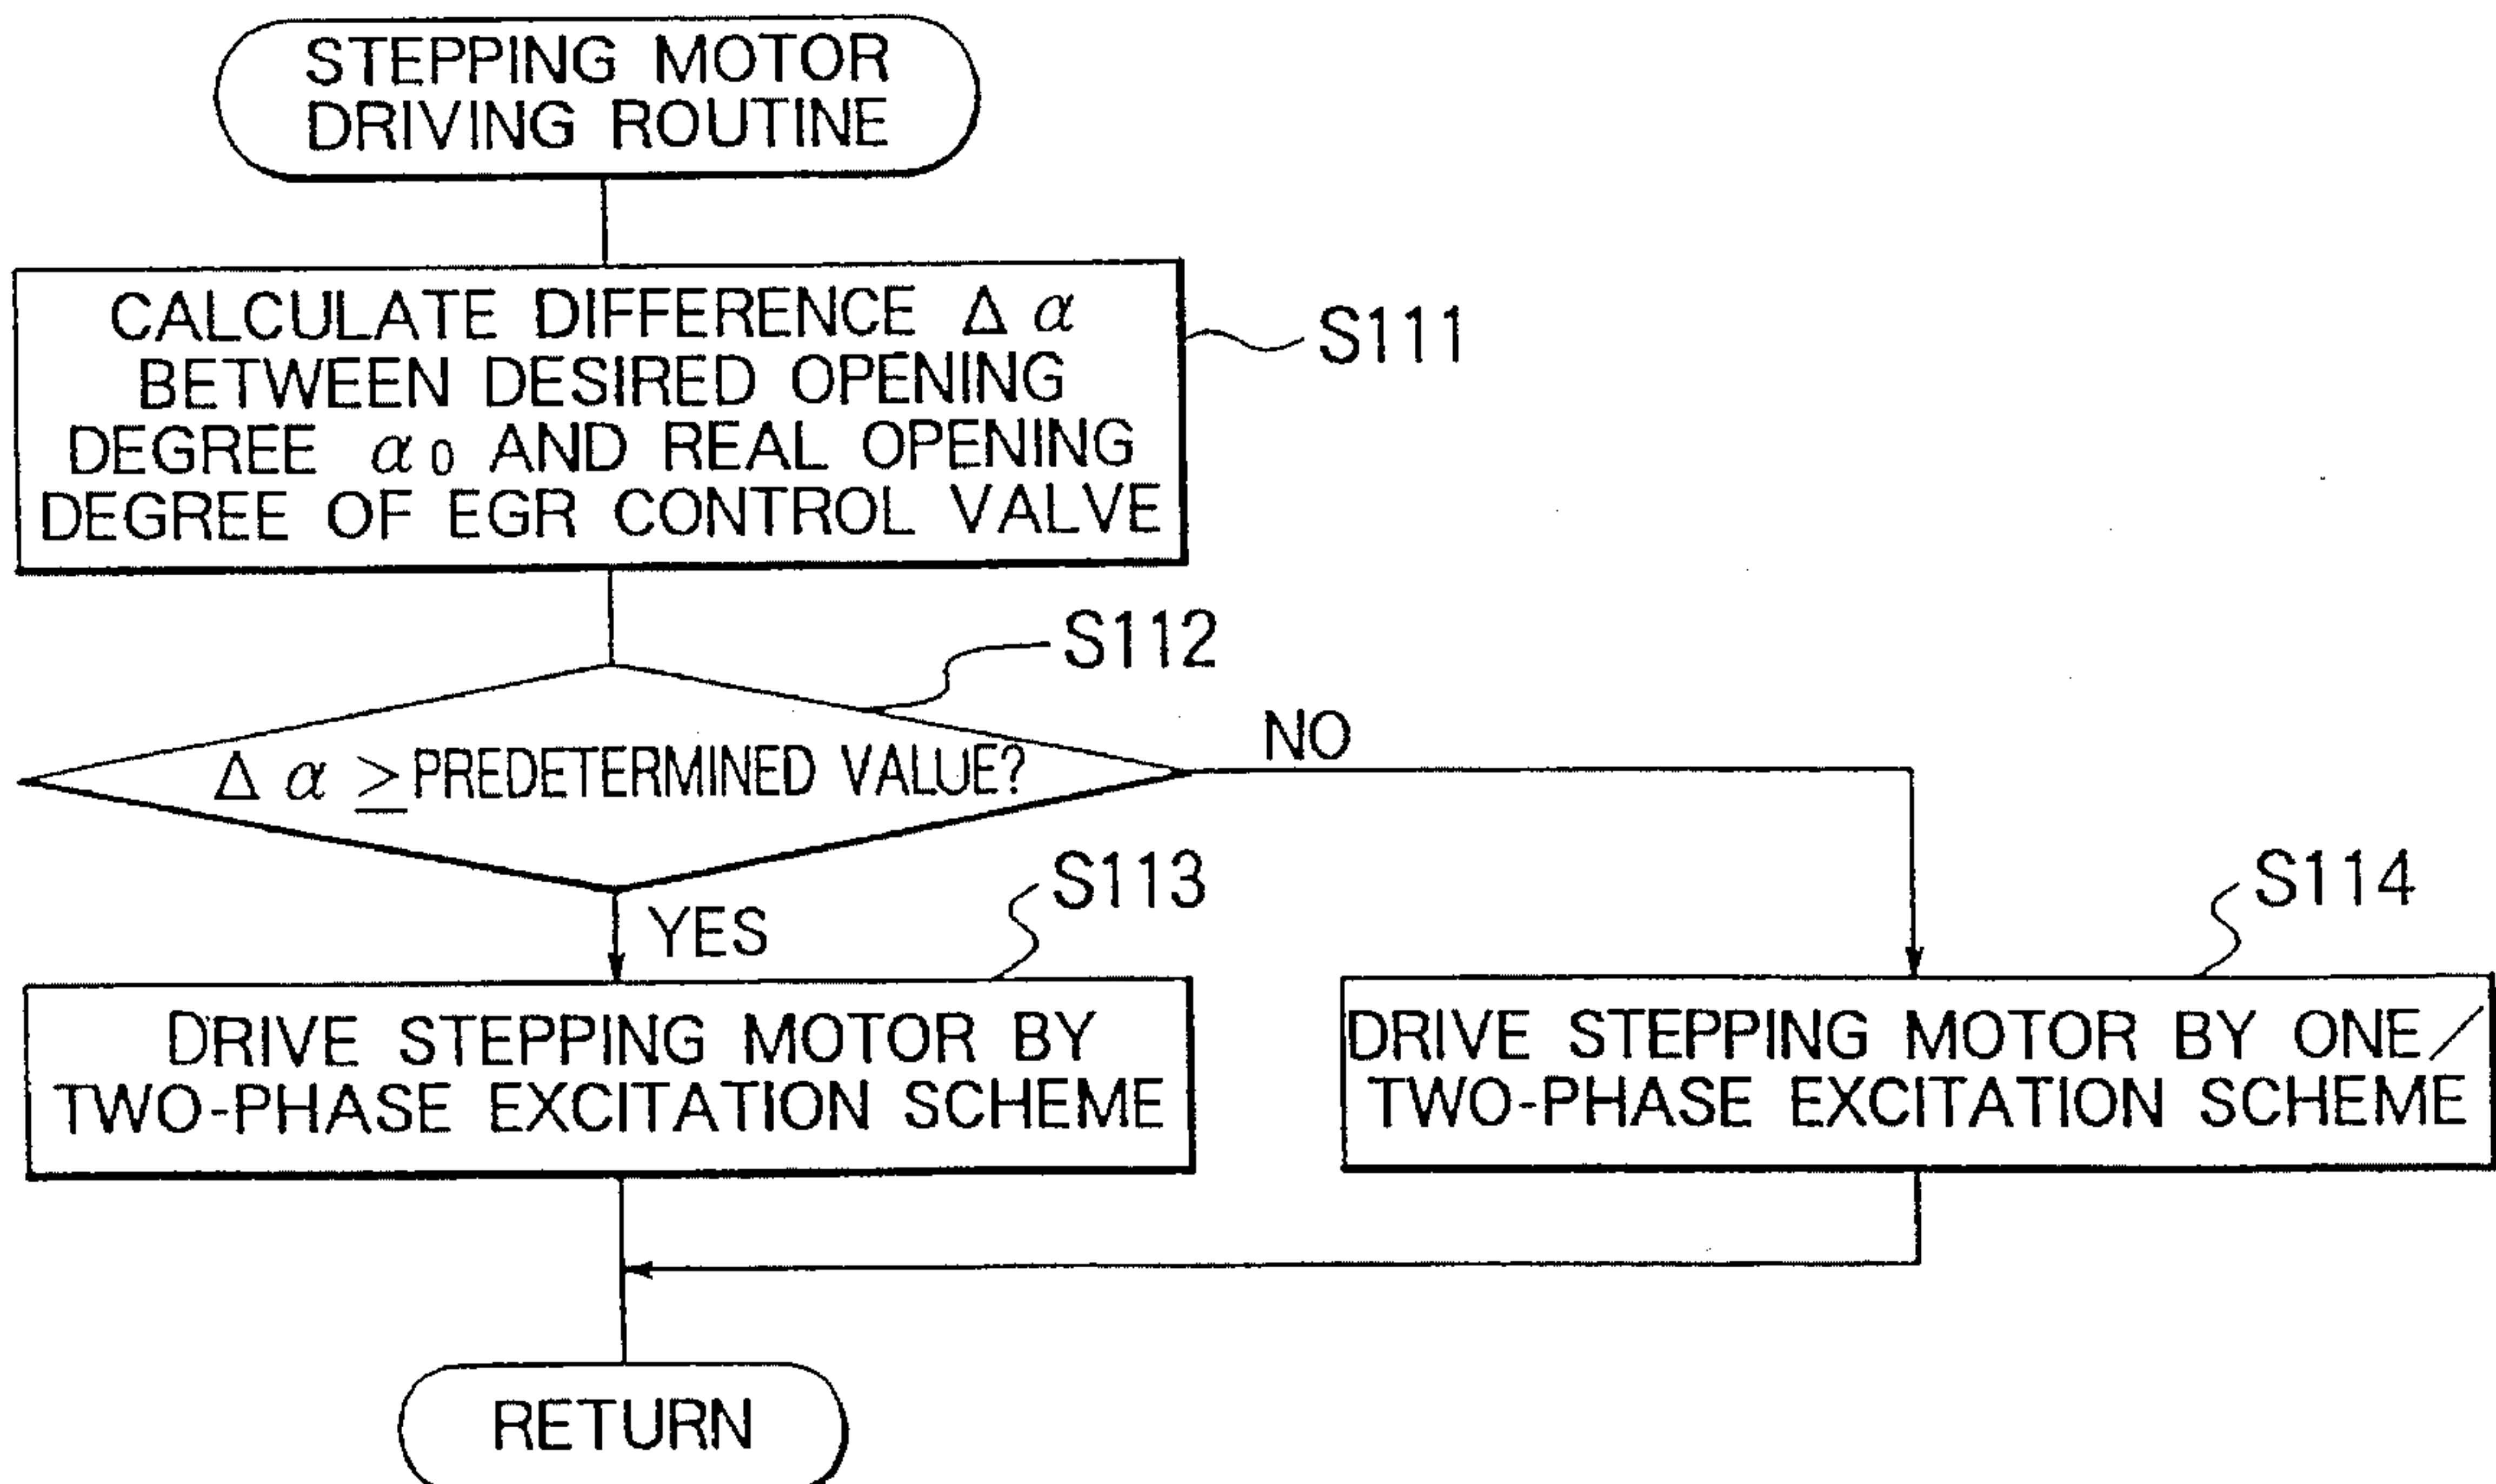 STEPPING MOTOR
DRIVING ROUTINE
CALCULATE DIFFERENCE Δ α
BETWEEN DESIRED OPENING
DEGREE α0 AND REAL OPENING
DEGREE OF EGR CONTROL VALVE
S111
S112
Δ α ≥ PREDETERMINED VALUE?
NO
YES
S113
DRIVE STEPPING MOTOR BY
TWO-PHASE EXCITATION SCHEME
S114
DRIVE STEPPING MOTOR BY ONE/
TWO-PHASE EXCITATION SCHEME
RETURN